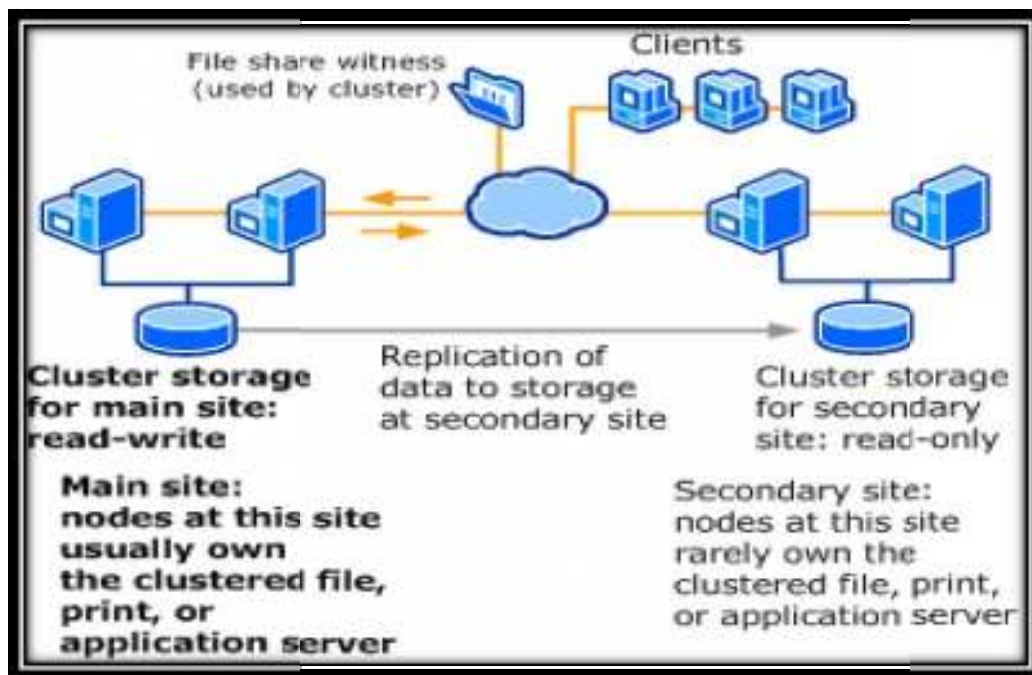 File share witness
(used by cluster)
Clients
Replication of
data to storage
at secondary site
Cluster storage
for main site:
read-write
Cluster storage
for secondary
site: read-only
Main site:
nodes at this site
usually own
the clustered file,
print, or
application server
Secondary site:
nodes at this site
rarely own the
clustered file, print,
or application server